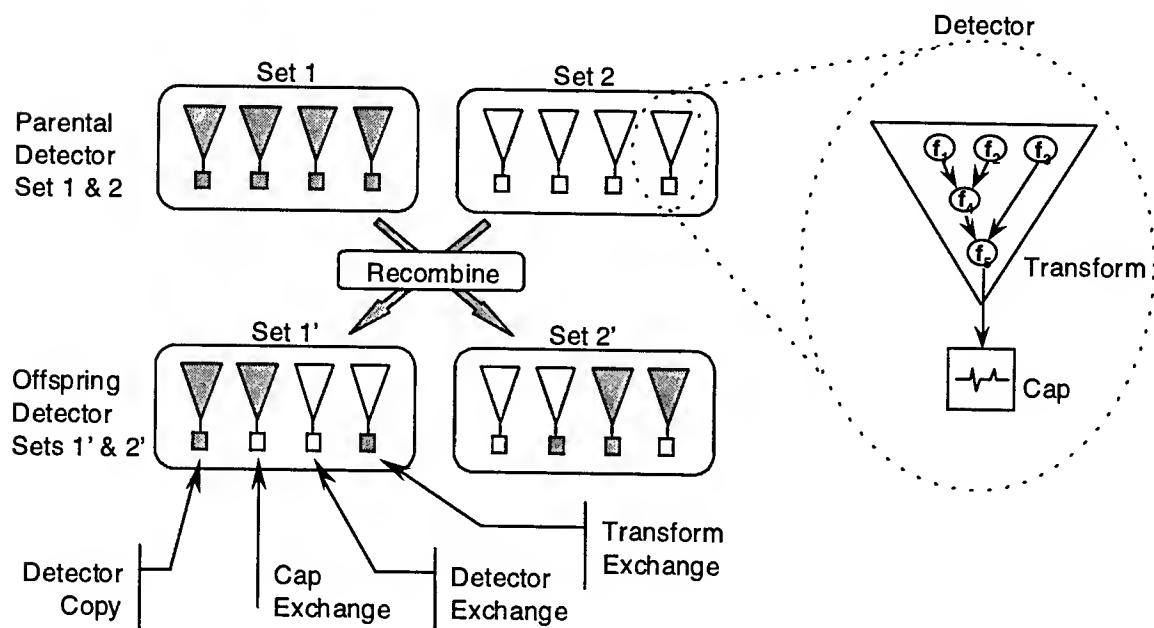 Detector
Set 1
Set 2
Parental
Detector
Set 1 & 2
f1
f2
f3
f4
f5
Transform
Cap
Recombine
Set 1'
Set 2'
Offspring
Detector
Sets 1' & 2'
Transform
Exchange
Detector
Copy
Cap
Exchange
Detector
Exchange